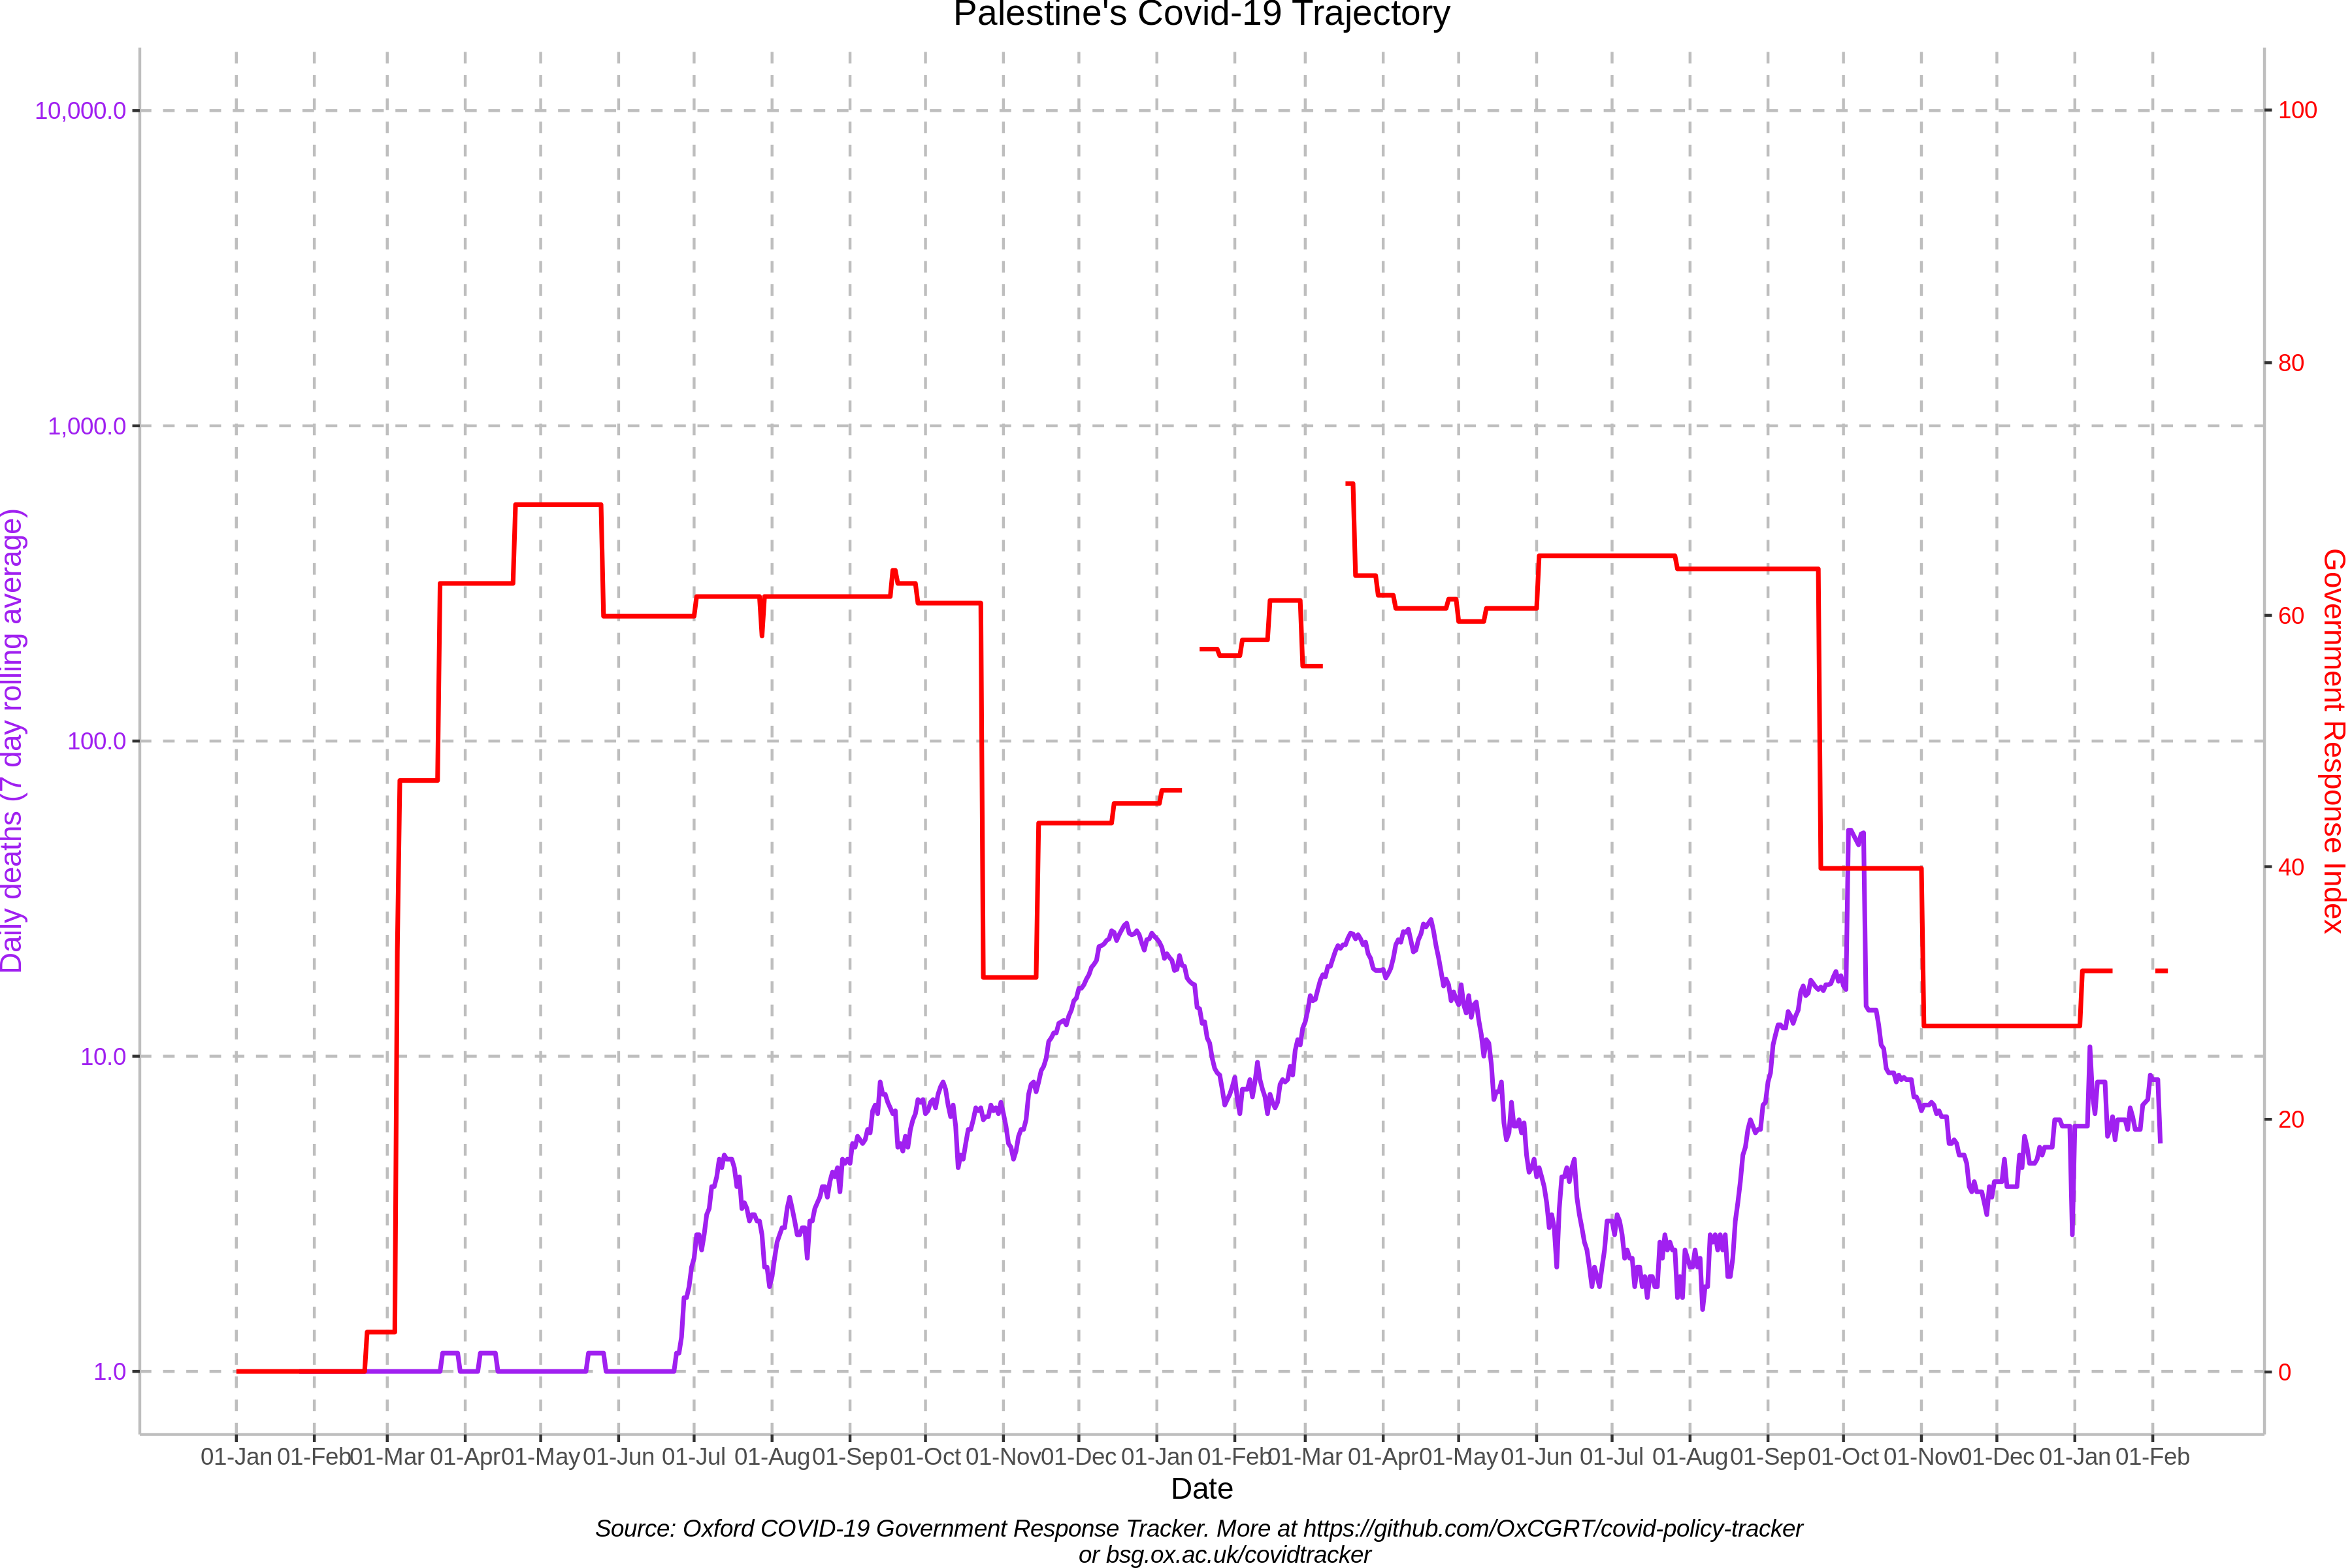 Palestine's Covid-19 Trajectory
10,000.0
1,000.0
100.0
10.0
1.0
Daily deaths (7 day rolling average)
100
80
60
40
20
0
Government Response Index
01-Jan 01-Feb 01-Mar 01-Apr 01-May 01-Jun 01-Jul 01-Aug 01-Sep 01-Oct 01-Nov 01-Dec 01-Jan 01-Feb 01-Mar 01-Apr 01-May 01-Jun 01-Jul 01-Aug 01-Sep 01-Oct 01-Nov 01-Dec 01-Jan 01-Feb
Date
Source: Oxford COVID-19 Government Response Tracker. More at https://github.com/OxCGRT/covid-policy-tracker
or bsg.ox.ac.uk/covidtracker